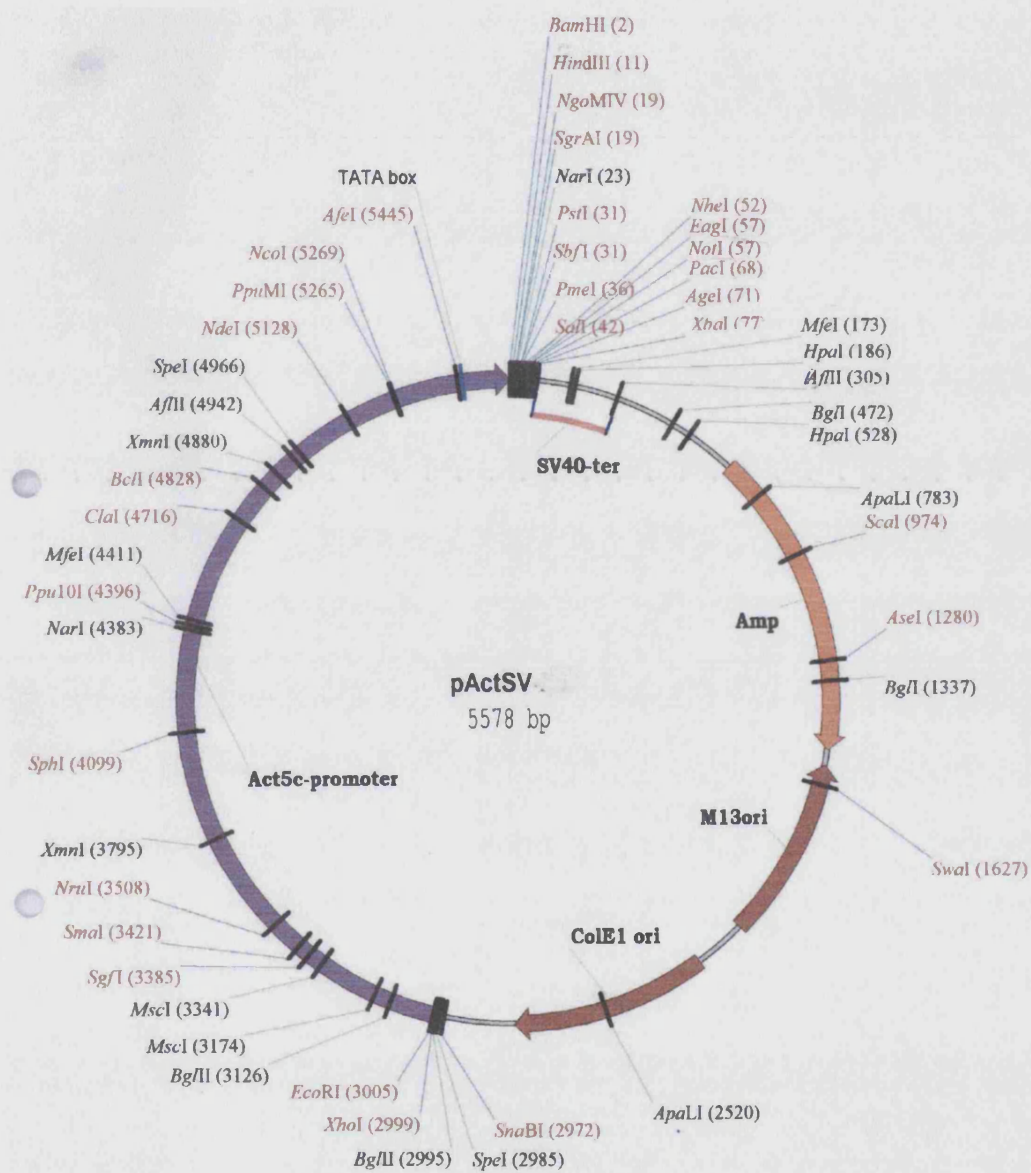 BamHI (2)
HindIII (11)
NgoMIV (19)
SgrAI (19)
NarI (23)
PstI (31)
SbfI (31)
PmeI (36)
SalI (42)
NheI (52)
EagI (57)
NotI (57)
PacI (68)
AgeI (71)
XbaI (77
MfeI (173)
HpaI (186)
AflII (305)
BglI (472)
HpaI (528)
SV40-ter
ApaLI (783)
ScaI (974)
Amp
AseI (1280)
BglI (1337)
M13ori
SwaI (1627)
ColE1 ori
ApaLI (2520)
SnaBI (2972)
SpeI (2985)
BglII (2995)
XhoI (2999)
EcoRI (3005)
BglII (3126)
MscI (3174)
MscI (3341)
SgfI (3385)
SmaI (3421)
NruI (3508)
XmnI (3795)
Act5c-promoter
SphI (4099)
NarI (4383)
Ppu10I (4396)
MfeI (4411)
ClaI (4716)
BclI (4828)
XmnI (4880)
AflII (4942)
SpeI (4966)
NdeI (5128)
PpuMI (5265)
NcoI (5269)
AfeI (5445)
TATA box
pActSV
5578 bp